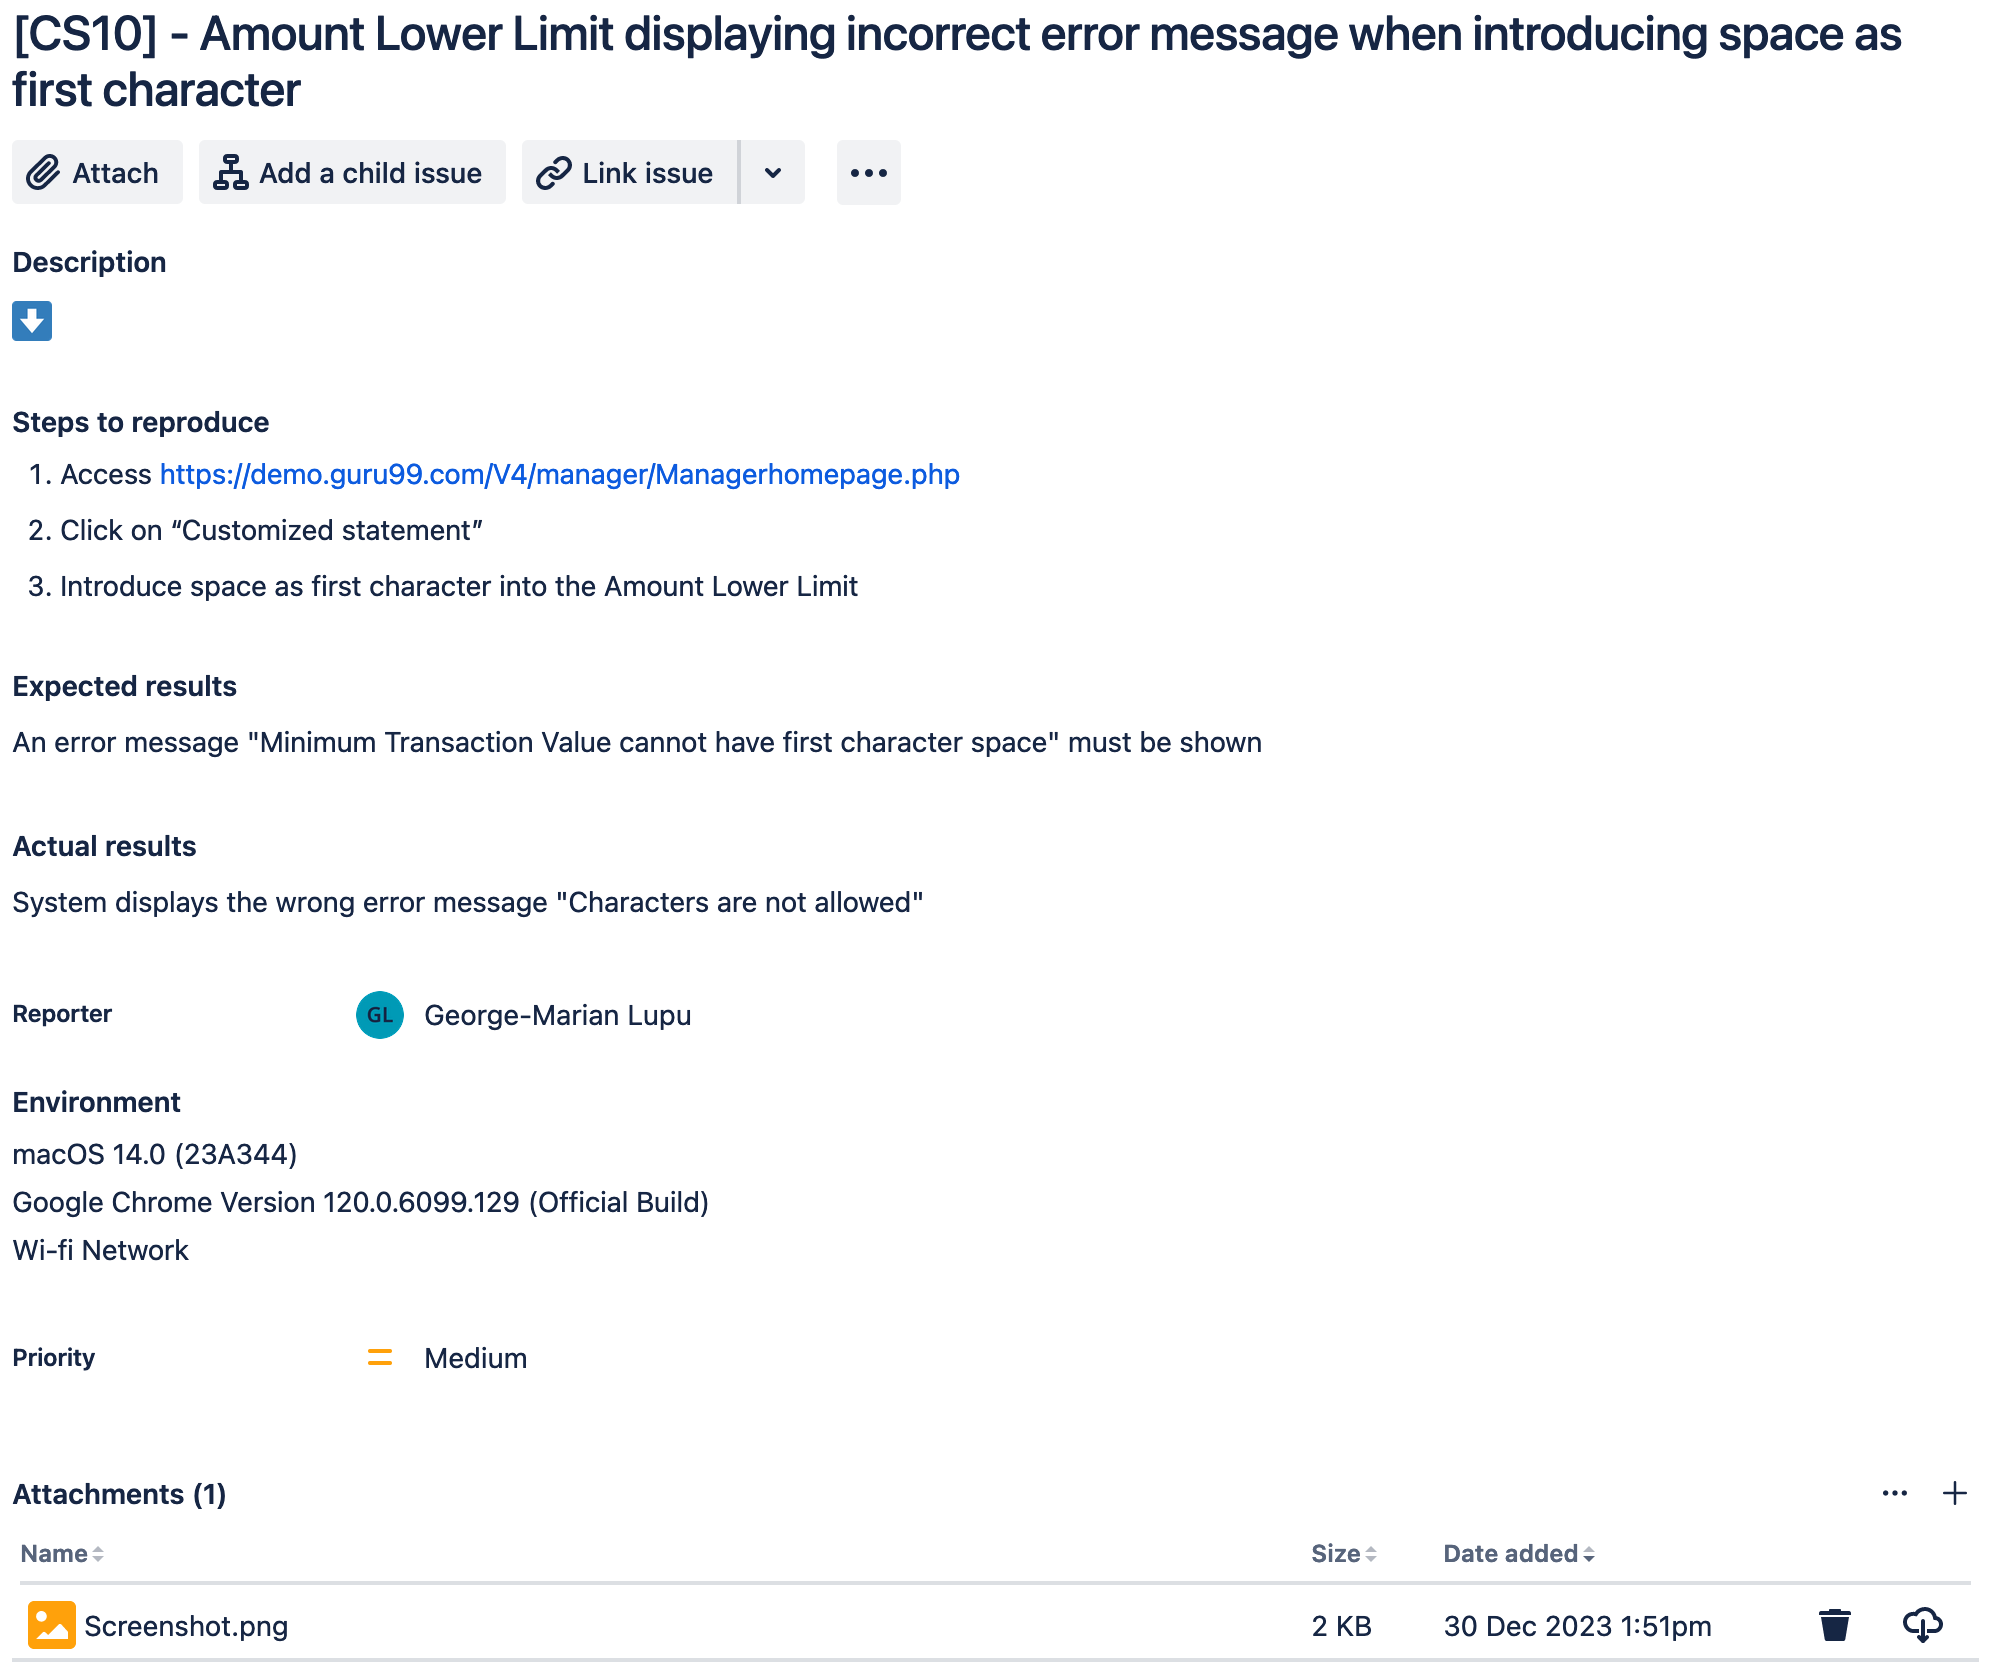 [CS10] - Amount Lower Limit displaying incorrect error message when introducing space as
first character
Attach
Add a child issue
Link issue
Description
Steps to reproduce
1. Access https://demo.guru99.com/V4/manager/Managerhomepage.php
2. Click on “Customized statement”
3. Introduce space as first character into the Amount Lower Limit
Expected results
An error message "Minimum Transaction Value cannot have first character space" must be shown
Actual results
System displays the wrong error message "Characters are not allowed"
Reporter GL George-Marian Lupu
Environment
macOS 14.0 (23A344)
Google Chrome Version 120.0.6099.129 (Official Build)
Wi-fi Network
Priority Medium
Attachments (1)
Name Size Date added
Screenshot.png 2 KB 30 Dec 2023 1:51pm